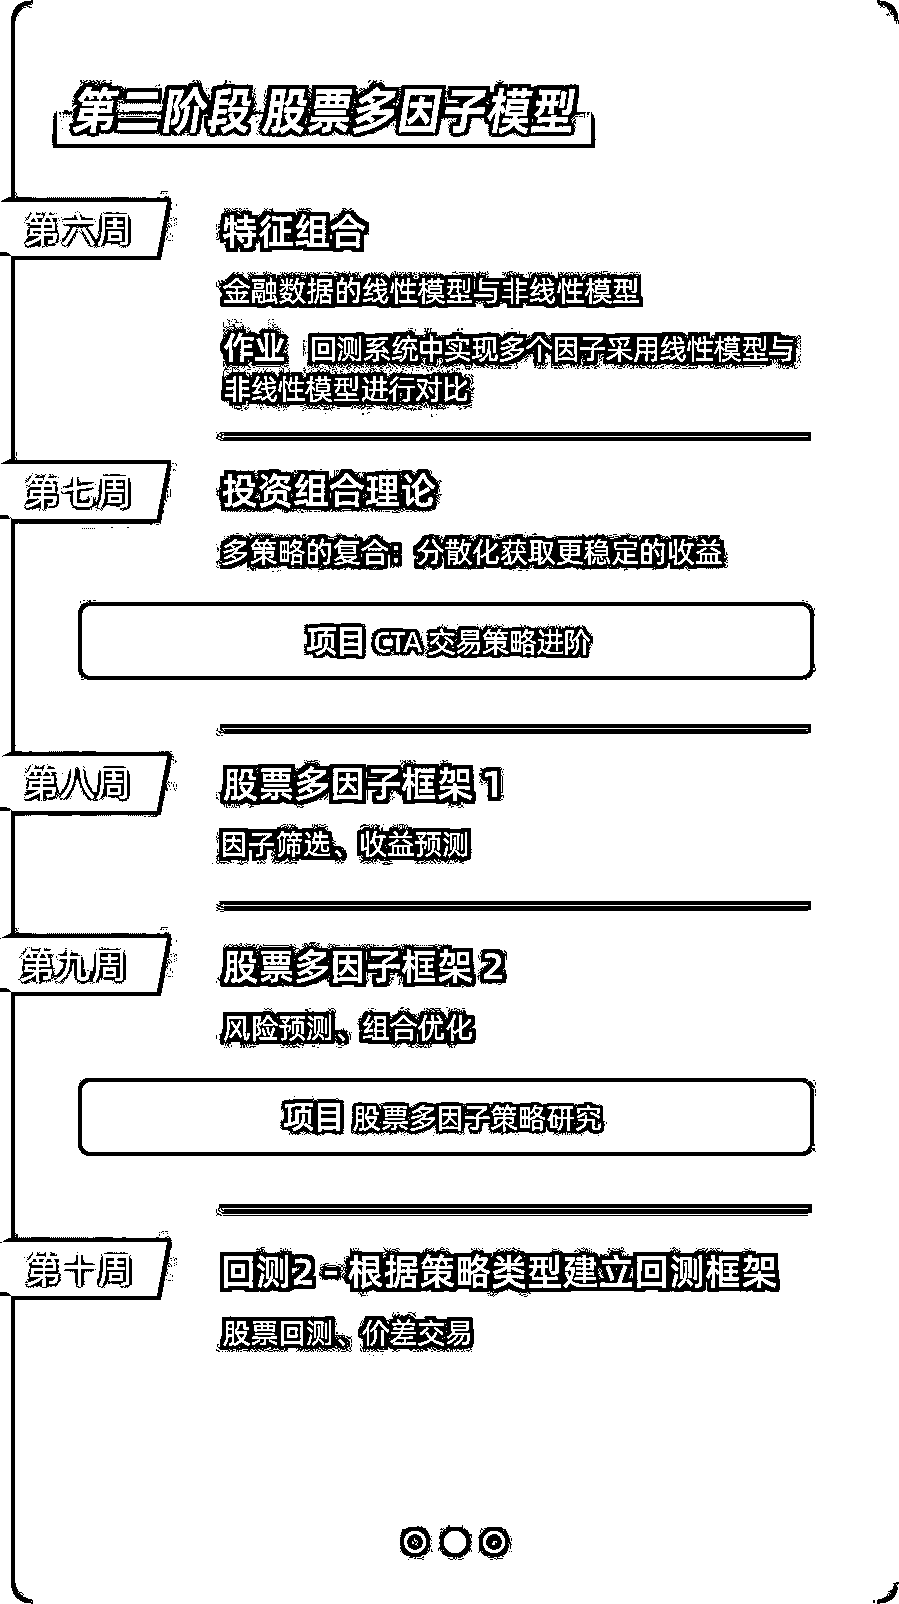 第二阶段 股票多因子模型
第六周
特征组合
金融数据的线性模型与非线性模型
作业 回测系统中实现多个因子采用线性模型与
非线性模型进行对比
第七周
投资组合理论
多策略的复合：分散化获取更稳定的收益
项目 CTA 交易策略进阶
第八周
股票多因子框架 1
因子筛选、收益预测
第九周
股票多因子框架 2
风险预测、组合优化
项目 股票多因子策略研究
第十周
回测2 - 根据策略类型建立回测框架
股票回测、价差交易